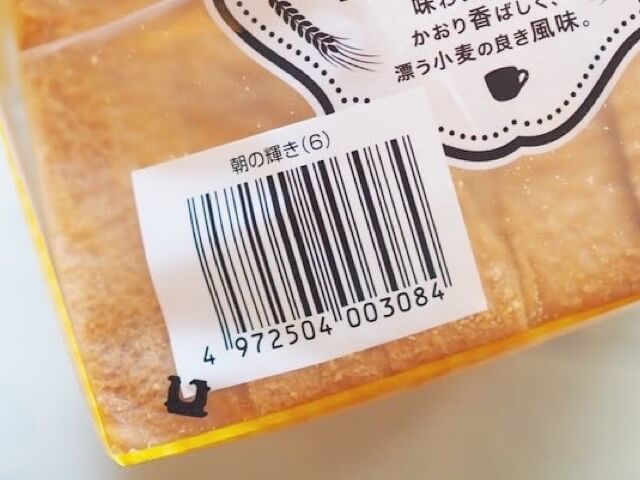 味わ
かおり香ばしく、
漂う小麦の良き風味。
朝の輝き(6)
4 972504 003084